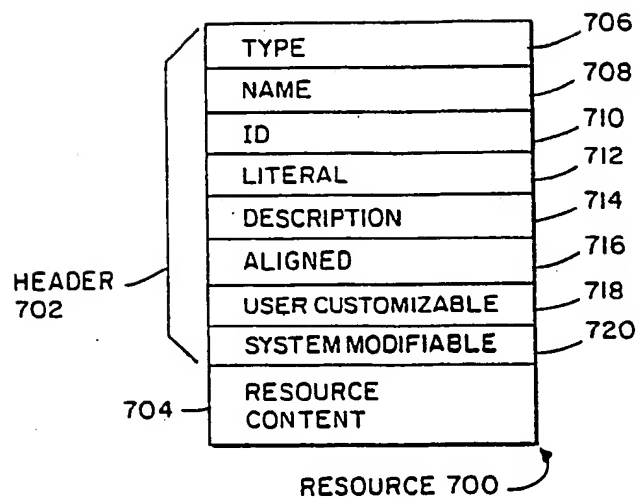 TYPE 706
NAME 708
ID 710
LITERAL 712
DESCRIPTION 714
ALIGNED 716
HEADER
702
USER CUSTOMIZABLE 718
SYSTEM MODIFIABLE 720
704 RESOURCE
CONTENT
RESOURCE 700